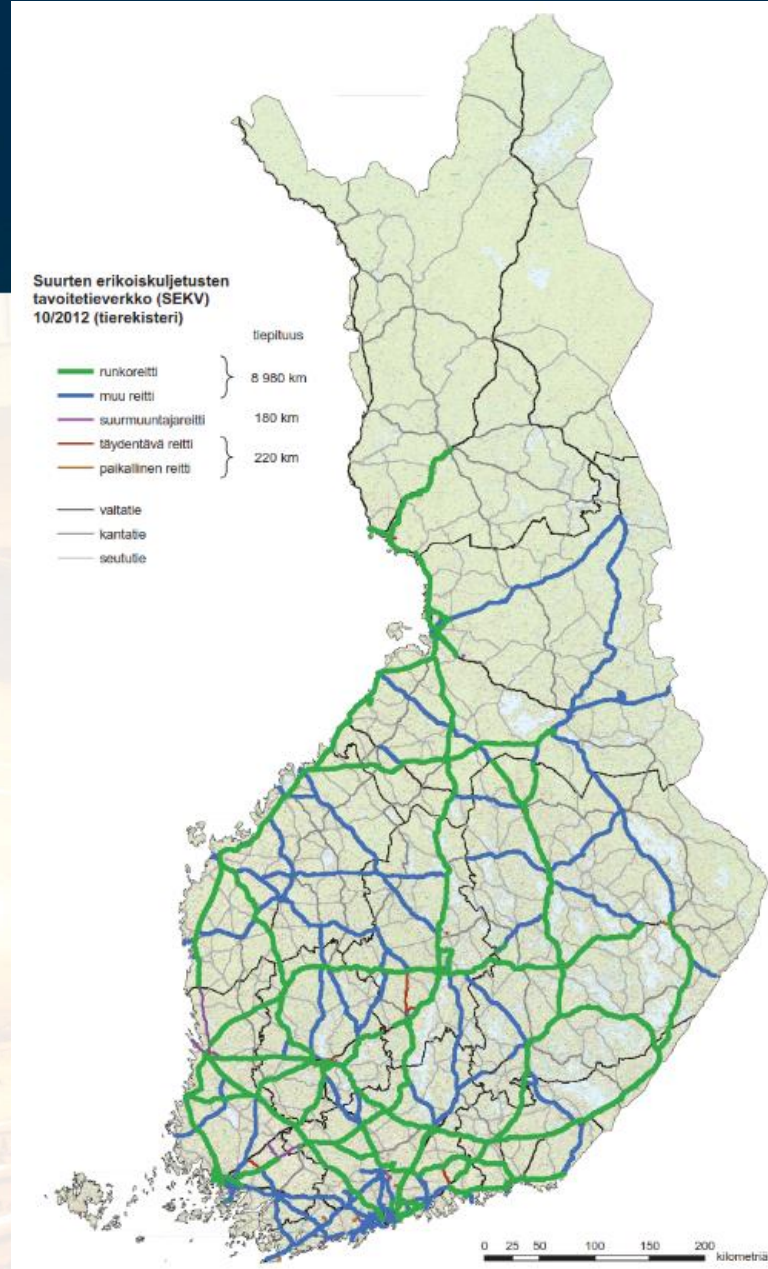 Suurten erikoiskuljetusten
tavoitetieverkko (SEKV)
10/2012 (tierekisteri)
tiepituus
runkoreitti
8 980 km
muu reitti
suurmuuntajareitti
180 km
täydentävä reitti
220 km
paikallinen reitti
valtatie
kantatie
seututie
0 25 50 100 150 200
kilometriä